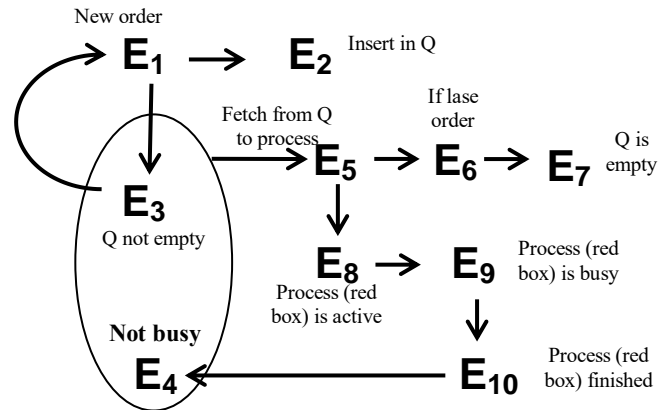 New order
E1
E2
Insert in Q
Fetch from Q
to process
If lase
order
E5
E6
E7
Q is
empty
E3
Q not empty
E8
E9
Process (red
box) is busy
Process (red
box) is active
Not busy
E4
E10
Process (red
box) finished